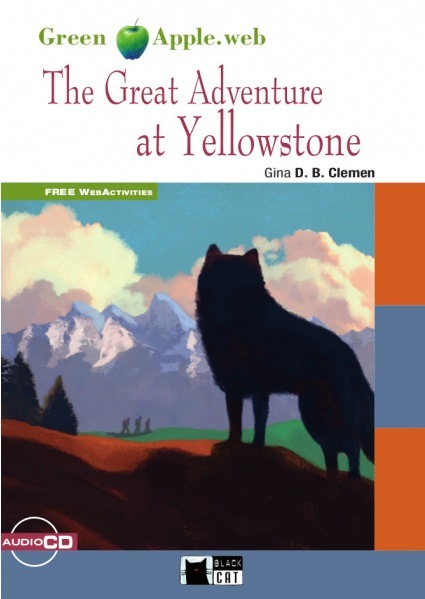 Green Apple.web
The Great Adventure
at Yellowstone
Gina D. B. Clemen
FREE WEBACTIVITIES
AUDIO CD
BLACK
CAT